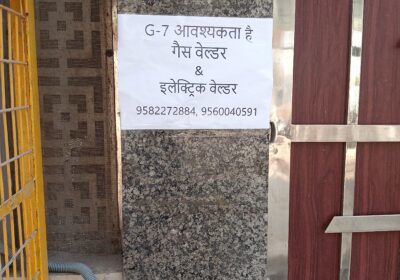 G-7 आवश्यकता है
गैस वेल्डर
&
इलेक्ट्रिक वेल्डर
9582272884, 9560040591